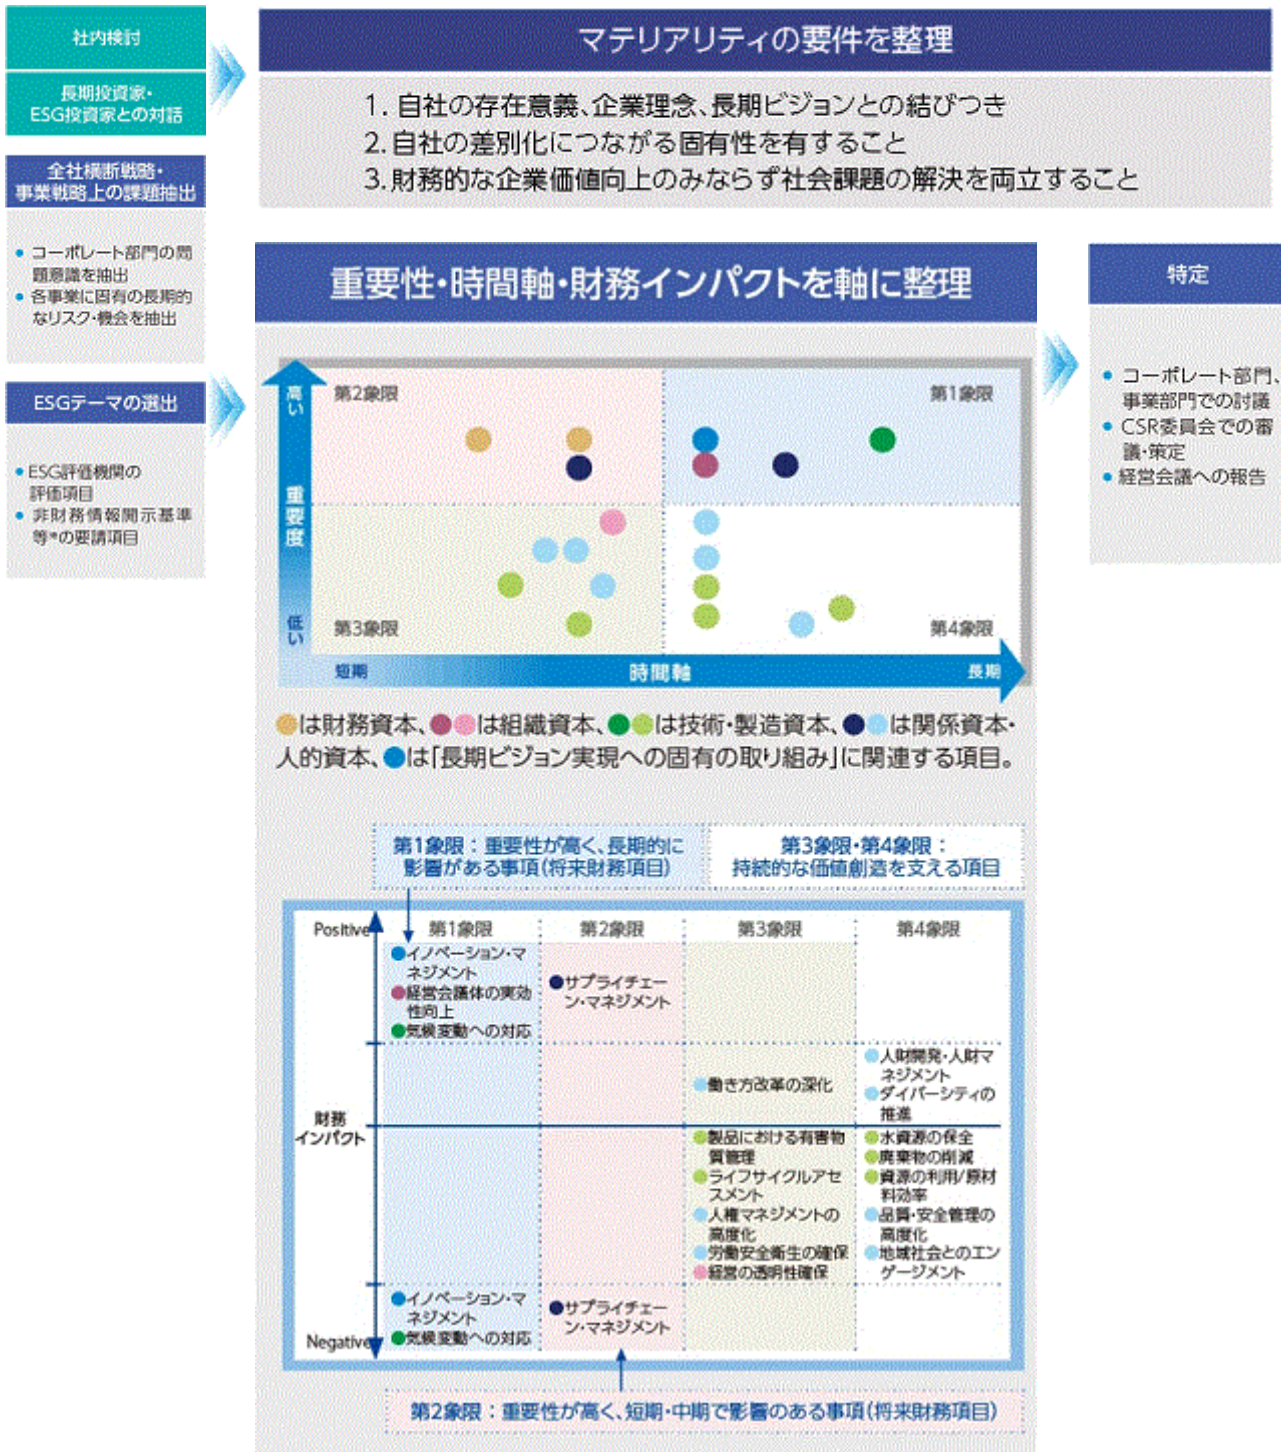 社内検討
長期投資家・
ESG投資家との対話
マテリアリティの要件を整理
1. 自社の存在意義、企業理念、長期ビジョンとの結びつき
2. 自社の差別化につながる固有性を有すること
3. 財務的な企業価値向上のみならず社会課題の解決を両立すること
全社横断戦略・
事業戦略上の課題抽出
● コーポレート部門の問
題意識を抽出
● 各事業に固有の長期的
なリスク・機会を抽出
ESGテーマの選出
● ESG評価機関の
評価項目
● 非財務情報開示基準
等*の要請項目
重要性・時間軸・財務インパクトを軸に整理
高い
重要度
低い
第2象限
第1象限
第3象限
第4象限
短期
時間軸
長期
●は財務資本、●●は組織資本、●●は技術・製造資本、●●は関係資本・
人的資本、●は「長期ビジョン実現への固有の取り組み」に関連する項目。
特定
● コーポレート部門、
事業部門での討議
● CSR委員会での審
議・策定
● 経営会議への報告
第1象限：重要性が高く、長期的に
影響がある事項(将来財務項目)
第3象限・第4象限：
持続的な価値創造を支える項目
Positive
財務
インパクト
Negative
第1象限
第2象限
第3象限
第4象限
●イノベーション・マ
ネジメント
●経営会議体の実効
性向上
●気候変動への対応
●サプライチェー
ン・マネジメント
●働き方改革の深化
●人財開発・人財マ
ネジメント
●ダイバーシティの
推進
●製品における有害物
質管理
●ライフサイクルアセ
スメント
●人権マネジメントの
高度化
●労働安全衛生の確保
●経営の透明性確保
●水資源の保全
●廃棄物の削減
●資源の利用/原材
料効率
●品質・安全管理の
高度化
●地域社会とのエン
ゲージメント
●イノベーション・マ
ネジメント
●気候変動への対応
●サプライチェー
ン・マネジメント
第2象限：重要性が高く、短期・中期で影響のある事項(将来財務項目)